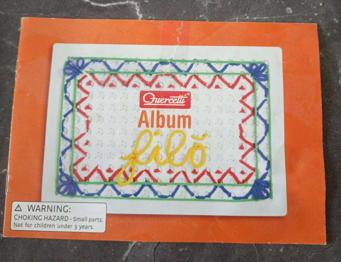 Quercetti
Album
filò
⚠ WARNING:
CHOKING HAZARD - Small parts.
Not for children under 3 years.